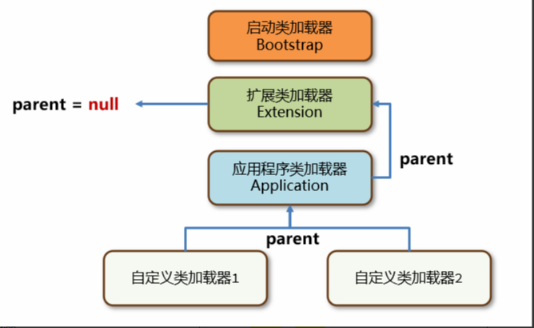 启动类加载器
Bootstrap
扩展类加载器
Extension
parent = null
parent
应用程序类加载器
Application
parent
自定义类加载器1
自定义类加载器2